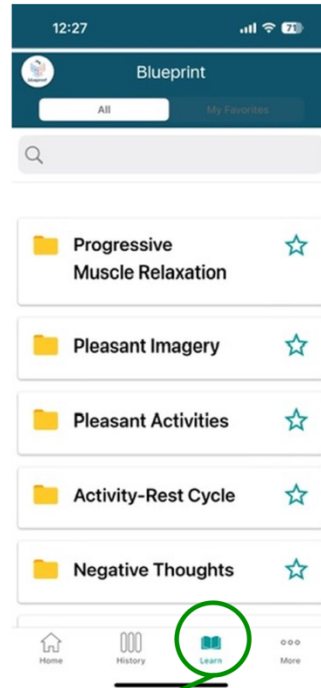 12:27
71
Blueprint
All
My Favorites
Progressive
Muscle Relaxation
Pleasant Imagery
Pleasant Activities
Activity-Rest Cycle
Negative Thoughts
Home
History
Learn
More